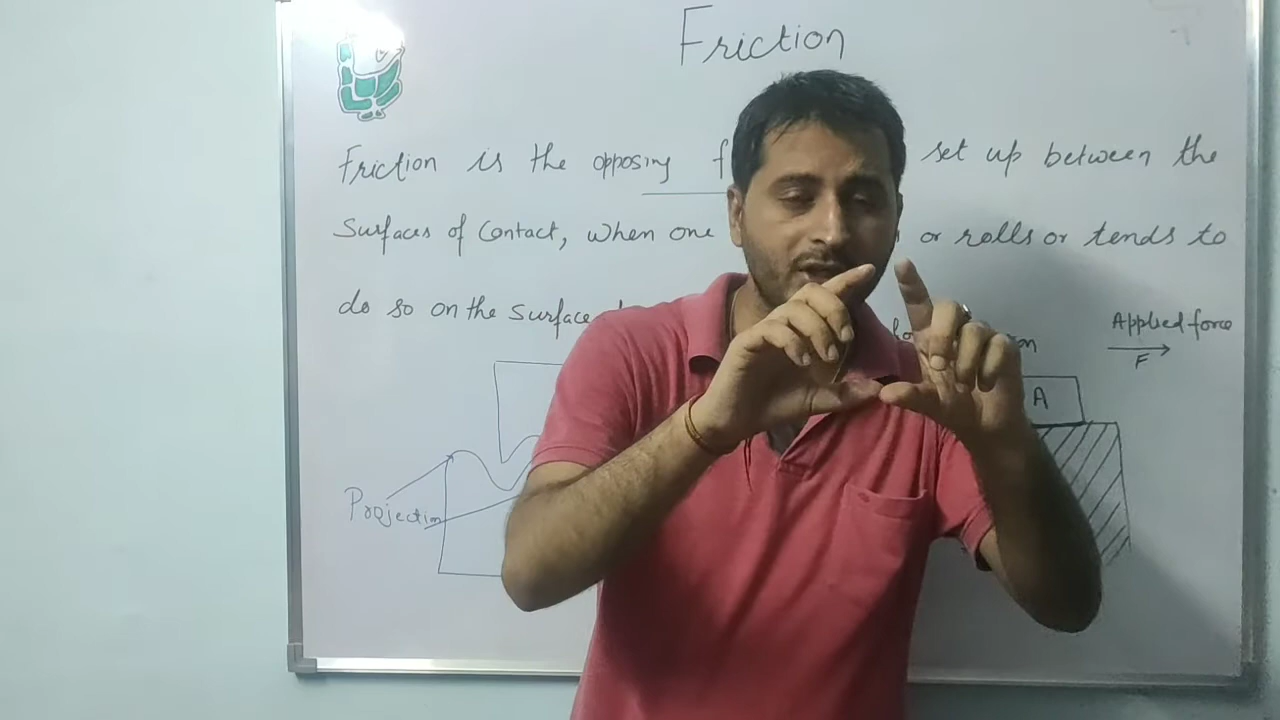 Friction
Friction is the opposing set up between the
Surfaces of Contact, when one or rolls or tends to
do so on the surface
Applied force
F
A
Projection